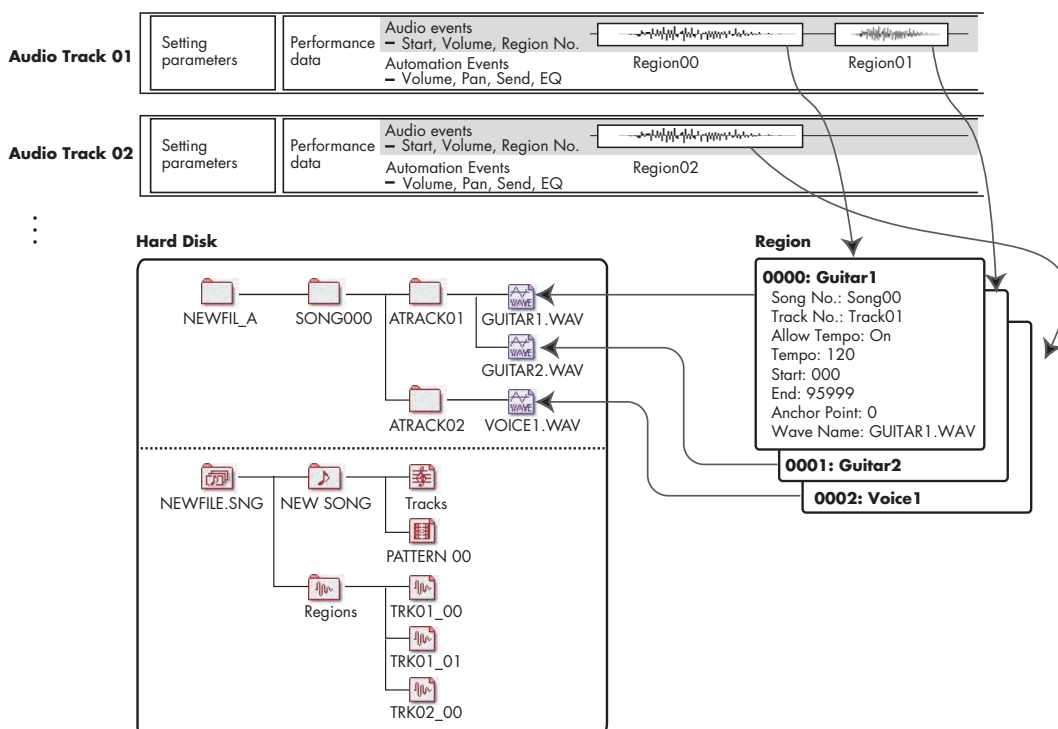 Audio Track 01
Setting
parameters
Performance
data
Audio events
– Start, Volume, Region No.
Automation Events
– Volume, Pan, Send, EQ
Region00
Region01
Audio Track 02
Setting
parameters
Performance
data
Audio events
– Start, Volume, Region No.
Automation Events
– Volume, Pan, Send, EQ
Region02
Hard Disk
NEWFIL_A
SONG000
ATRACK01
WAVE
GUITAR1.WAV
WAVE
GUITAR2.WAV
ATRACK02
WAVE
VOICE1.WAV
NEWFILE.SNG
NEW SONG
Tracks
PATTERN 00
Regions
TRK01_00
TRK01_01
TRK02_00
Region
0000: Guitar1
Song No.: Song00
Track No.: Track01
Allow Tempo: On
Tempo: 120
Start: 000
End: 95999
Anchor Point: 0
Wave Name: GUITAR1.WAV
0001: Guitar2
0002: Voice1